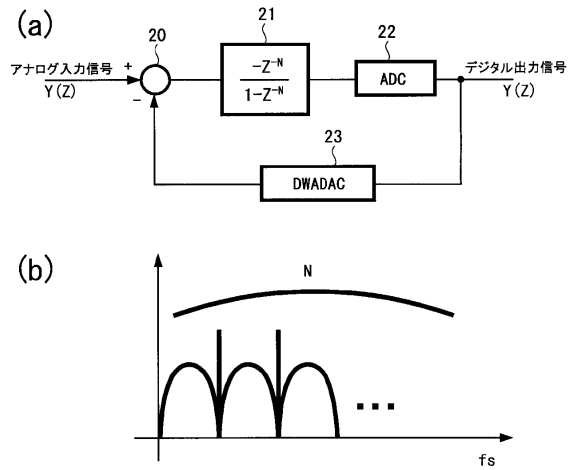 (a)
20
21
22
アナログ入力信号
Y(Z)
+
−
-Z-N
1-Z-N
ADC
デジタル出力信号
Y(Z)
23
DWADAC
(b)
N
fs